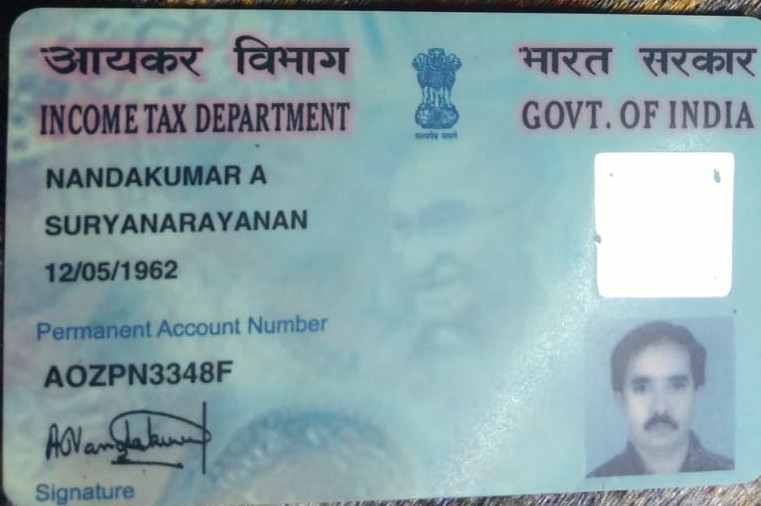 आयकर विभाग
भारत सरकार
INCOME TAX DEPARTMENT
GOVT. OF INDIA
सत्यमेव जयते
NANDAKUMAR A
SURYANARAYANAN
12/05/1962
Permanent Account Number
AOZPN3348F
A Nandakumar
Signature